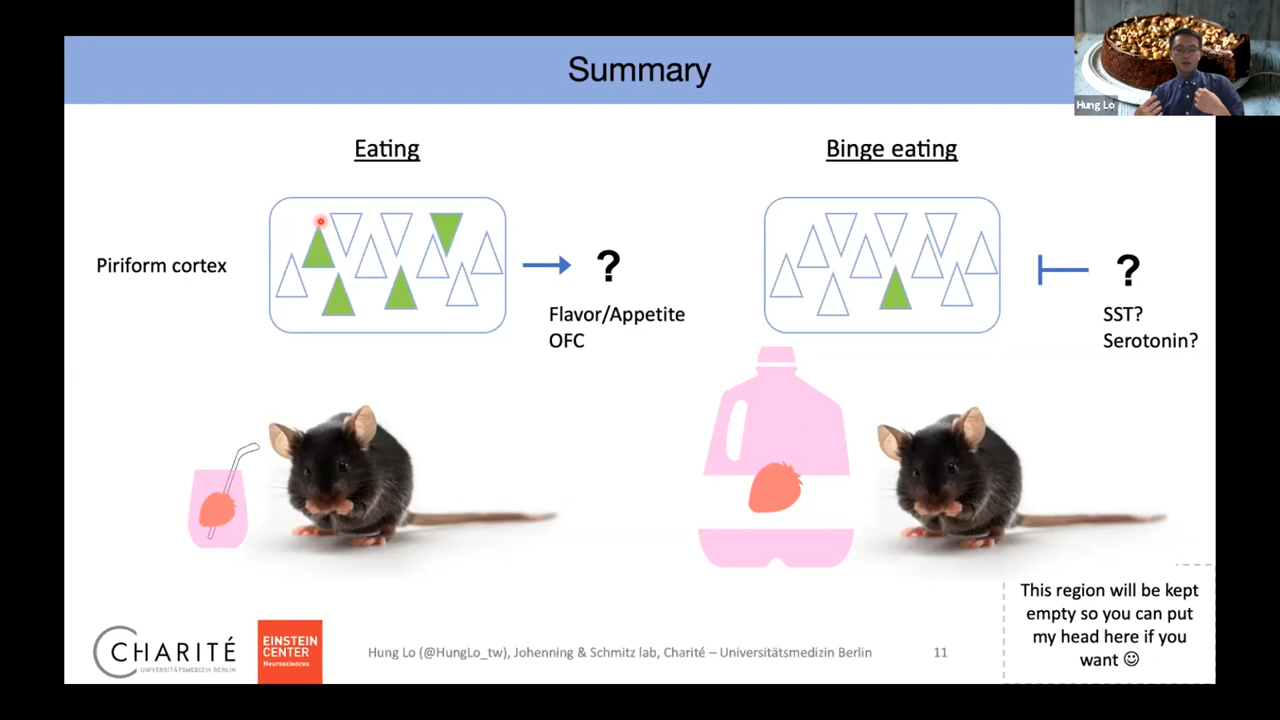 Summary
Hung Lo
Eating
Binge eating
Piriform cortex
?
Flavor/Appetite
OFC
?
SST?
Serotonin?
This region will be kept
empty so you can put
my head here if you
want ☺
CHARITÉ
UNIVERSITÄTSMEDIZIN BERLIN
EINSTEIN
CENTER
Neurosciences
Hung Lo (@HungLo_tw), Johenning & Schmitz lab, Charité – Universitätsmedizin Berlin
11